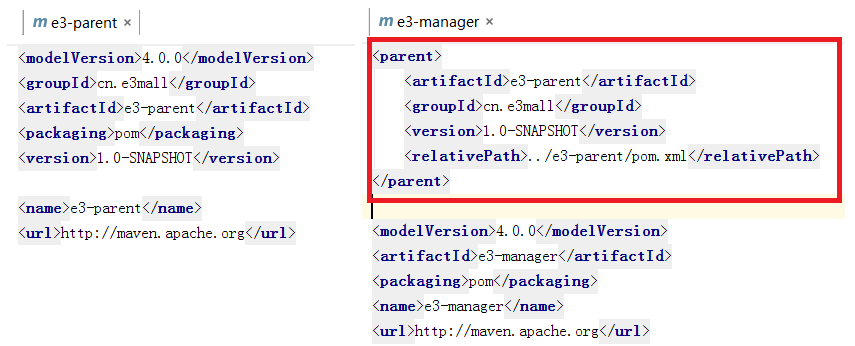 m e3-parent ×
<modelVersion>4.0.0</modelVersion>
<groupId>cn.e3mall</groupId>
<artifactId>e3-parent</artifactId>
<packaging>pom</packaging>
<version>1.0-SNAPSHOT</version>
<name>e3-parent</name>
<url>http://maven.apache.org</url>
m e3-manager ×
<parent>
<artifactId>e3-parent</artifactId>
<groupId>cn.e3mall</groupId>
<version>1.0-SNAPSHOT</version>
<relativePath>../e3-parent/pom.xml</relativePath>
</parent>
<modelVersion>4.0.0</modelVersion>
<artifactId>e3-manager</artifactId>
<packaging>pom</packaging>
<name>e3-manager</name>
<url>http://maven.apache.org</url>